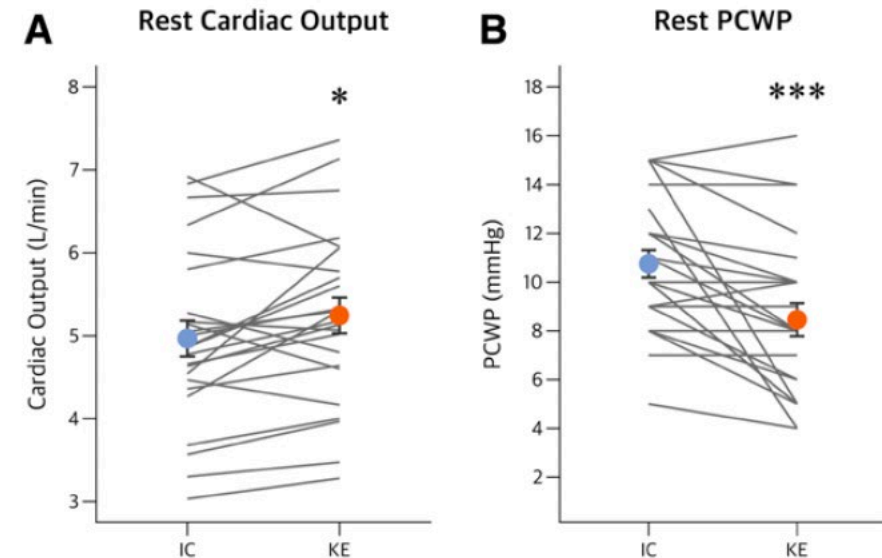 A
Rest Cardiac Output
*
Cardiac Output (L/min)
8
7
6
5
4
3
IC
KE
B
Rest PCWP
***
PCWP (mmHg)
18
16
14
12
10
8
6
4
2
IC
KE